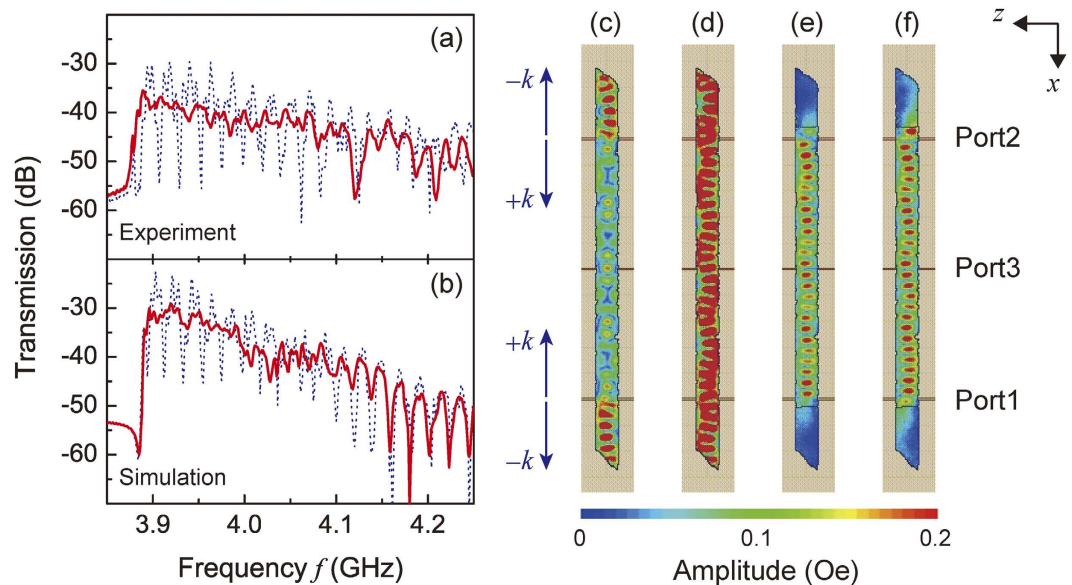 (a)
-30
-40
-50
-60
Experiment
Transmission (dB)
(b)
-30
-40
-50
-60
Simulation
3.9 4.0 4.1 4.2
Frequency f (GHz)
−k
+k
+k
−k
(c) (d) (e) (f)
z
x
Port2
Port3
Port1
0 0.1 0.2
Amplitude (Oe)